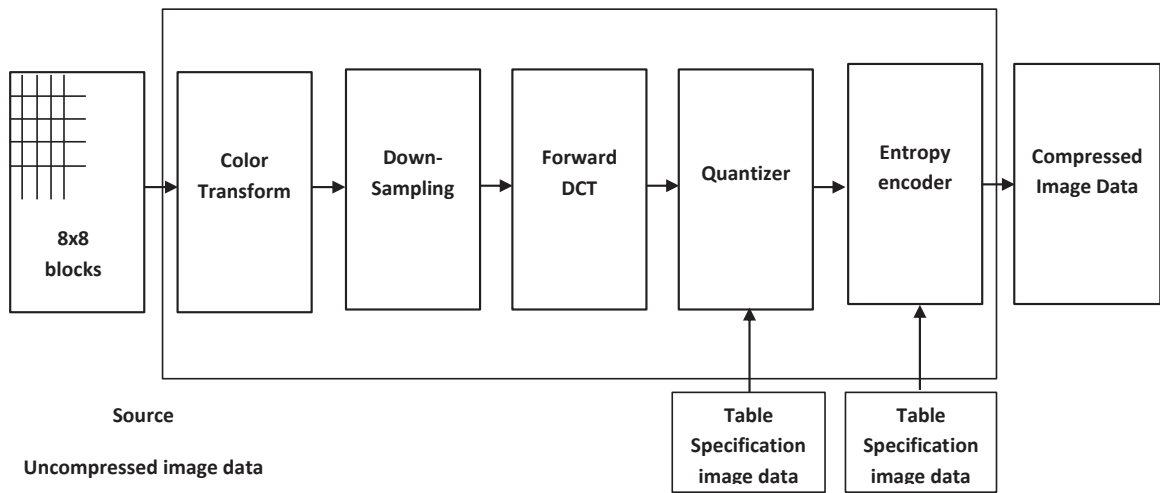 8x8
blocks
Color
Transform
Down-
Sampling
Forward
DCT
Quantizer
Entropy
encoder
Compressed
Image Data
Source
Uncompressed image data
Table
Specification
image data
Table
Specification
image data